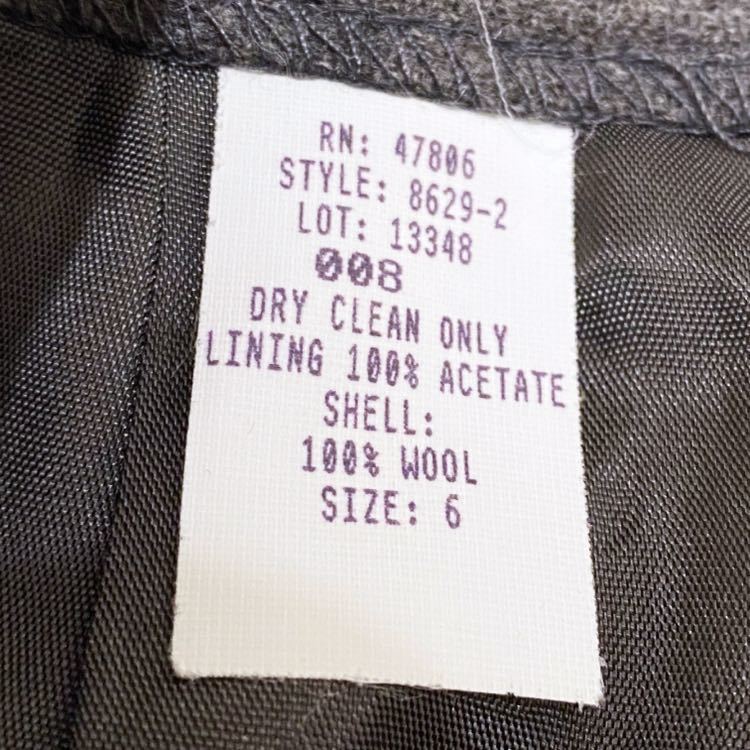 RN: 47806
STYLE: 8629-2
LOT: 13348
008
DRY CLEAN ONLY
LINING 100% ACETATE
SHELL:
100% WOOL
SIZE: 6